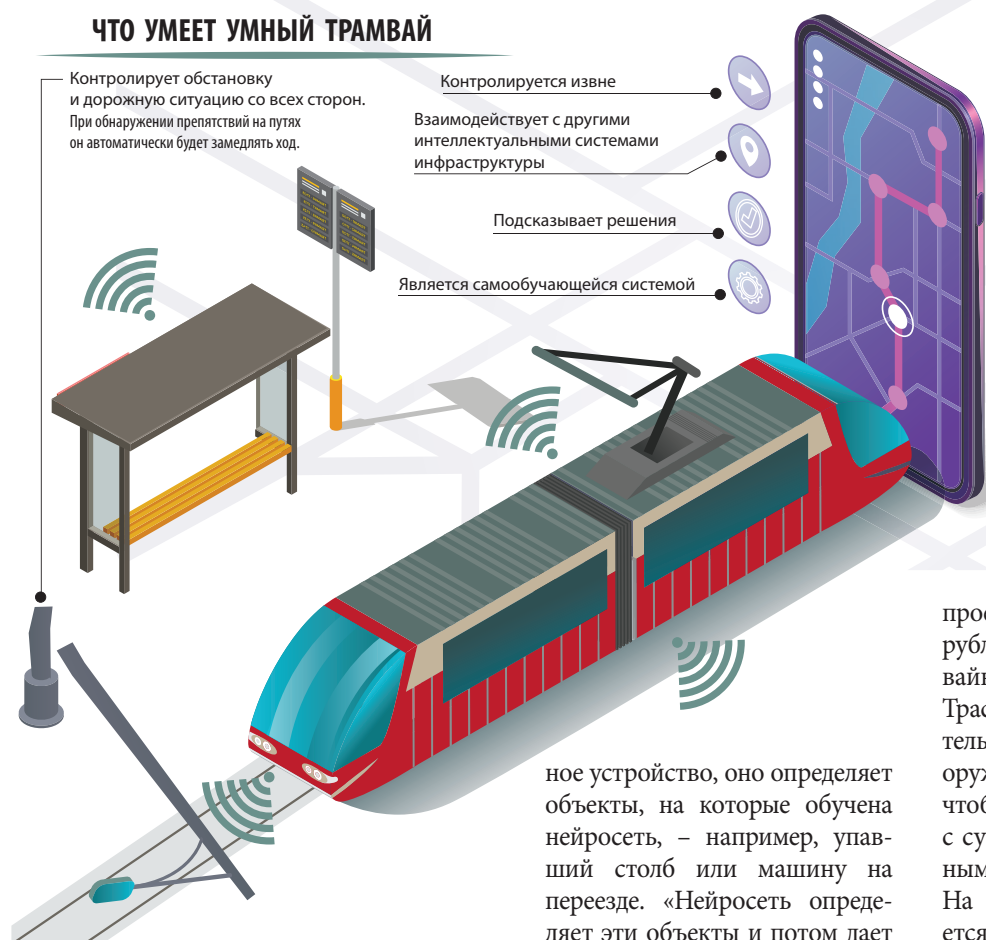 ЧТО УМЕЕТ УМНЫЙ ТРАМВАЙ
Контролирует обстановку
и дорожную ситуацию со всех сторон.
При обнаружении препятствий на путях
он автоматически будет замедлять ход.
Контролируется извне
Взаимодействует с другими
интеллектуальными системами
инфраструктуры
Подсказывает решения
Является самообучающейся системой
ное устройство, оно определяет
объекты, на которые обучена
нейросеть, – например, упав-
ший столб или машину на
переезде. «Нейросеть опреде-
ляет эти объекты и потом дает
прос
рубл
вайн
Трас
тель
оруж
чтоб
с су
ным
На
ется